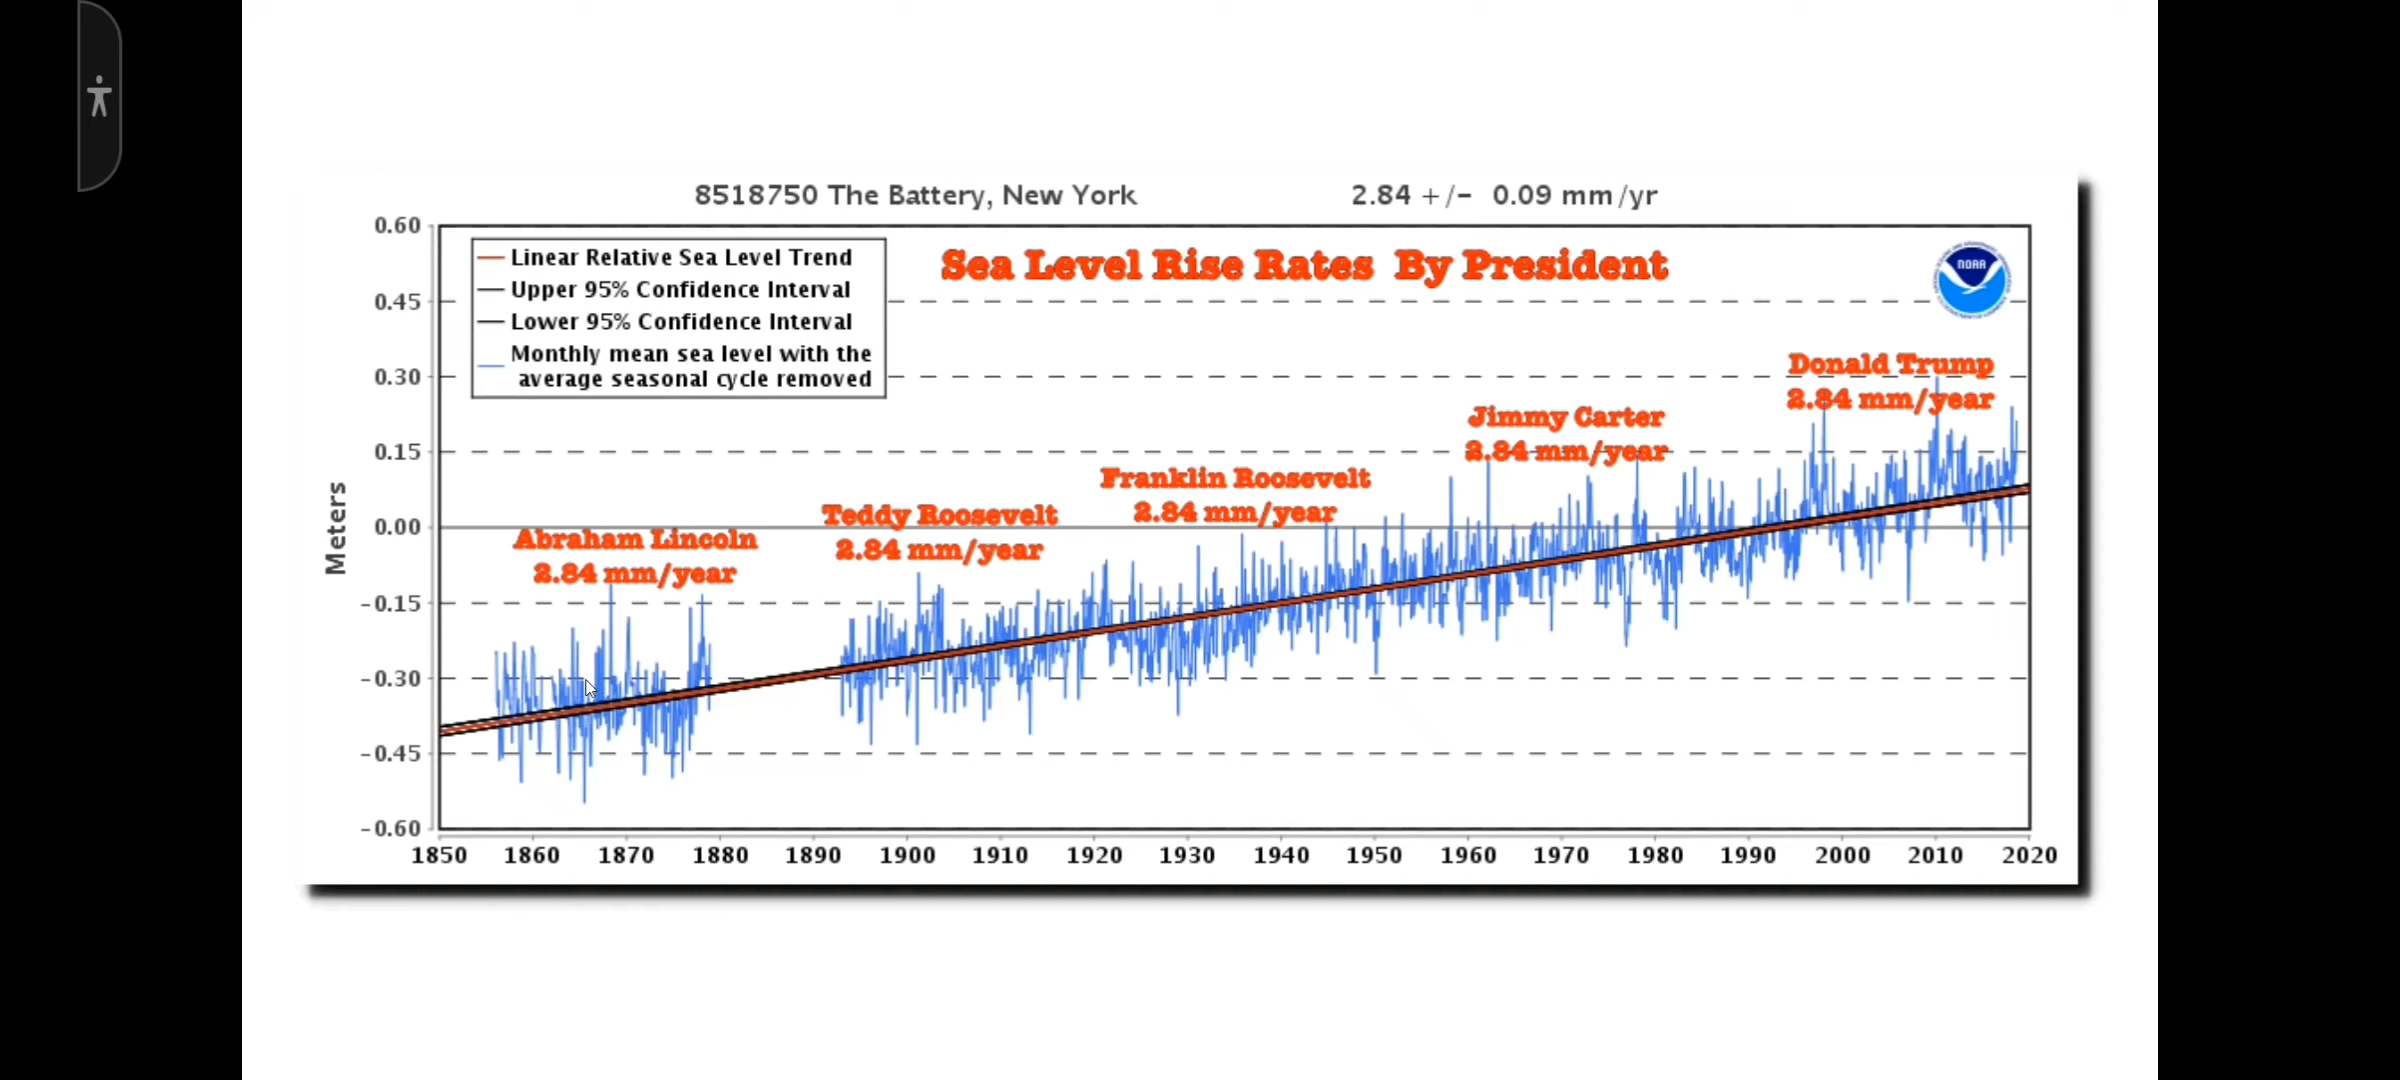 8518750 The Battery, New York 2.84 +/- 0.09 mm/yr
0.60
0.45
0.30
0.15
0.00
-0.15
-0.30
-0.45
-0.60
Meters
Linear Relative Sea Level Trend
Upper 95% Confidence Interval
Lower 95% Confidence Interval
Monthly mean sea level with the
average seasonal cycle removed
Sea Level Rise Rates By President
NOAA
Abraham Lincoln
2.84 mm/year
Teddy Roosevelt
2.84 mm/year
Franklin Roosevelt
2.84 mm/year
Jimmy Carter
2.84 mm/year
Donald Trump
2.84 mm/year
1850 1860 1870 1880 1890 1900 1910 1920 1930 1940 1950 1960 1970 1980 1990 2000 2010 2020